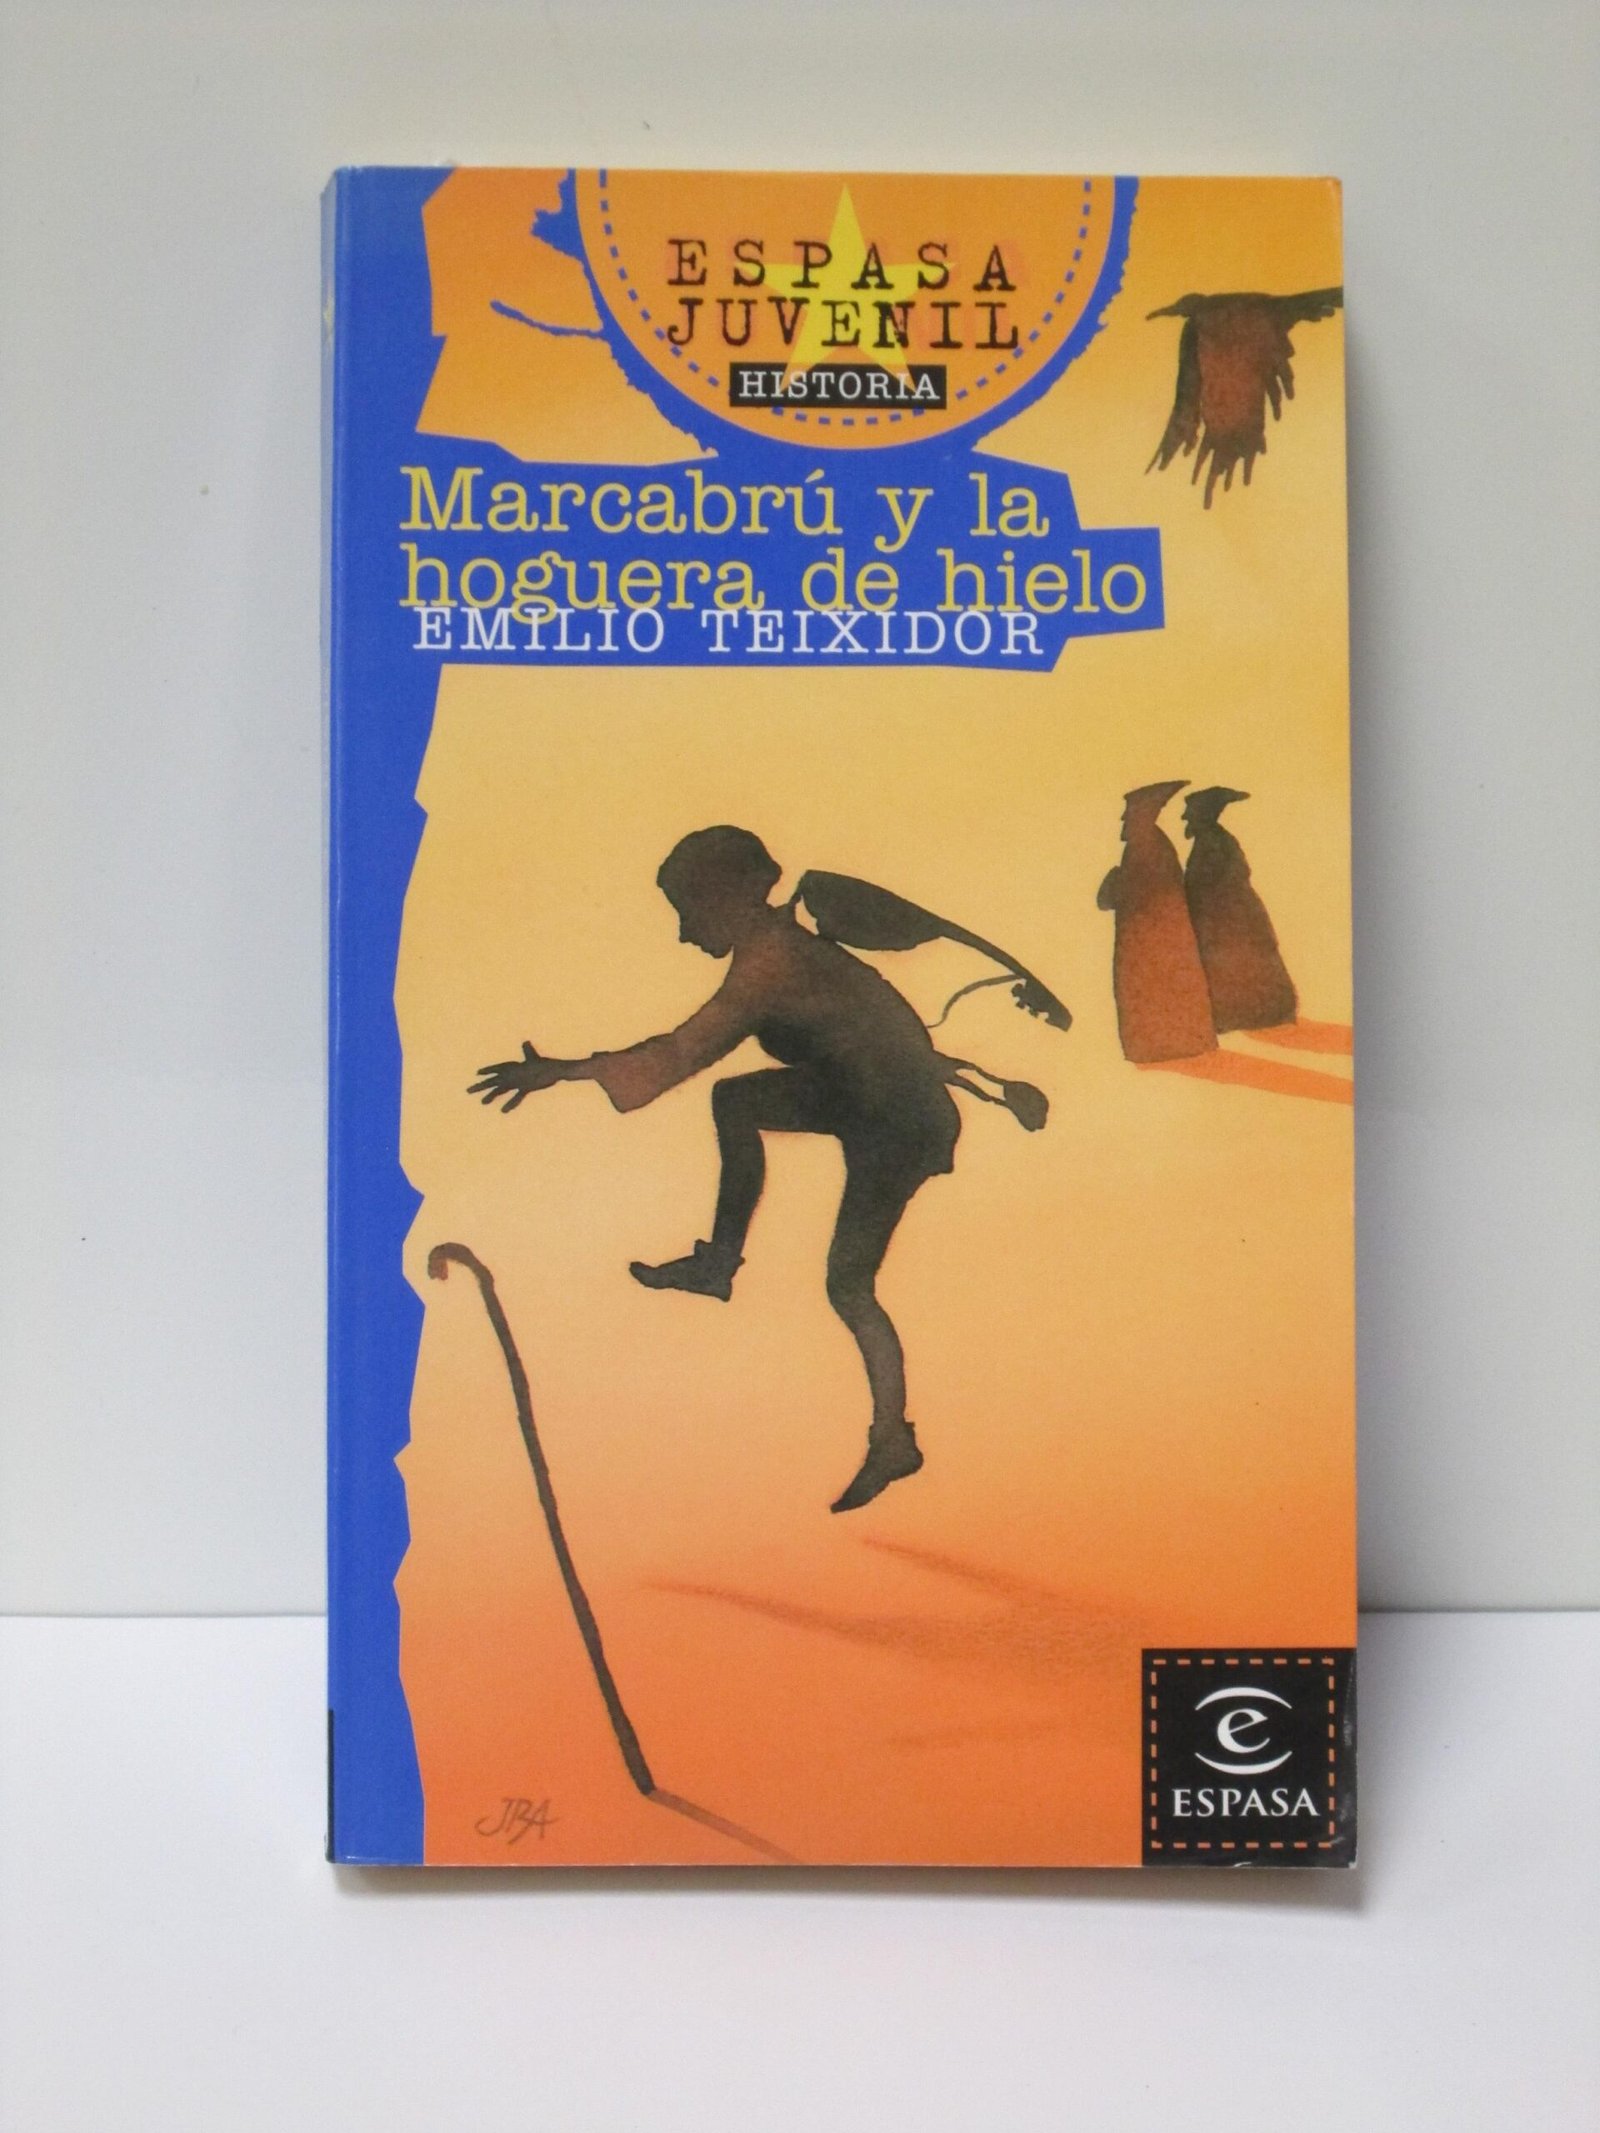 ESPASA
JUVENIL
HISTORIA
Marcabrú y la
hoguera de hielo
EMILIO TEIXIDOR
JBA
e
ESPASA